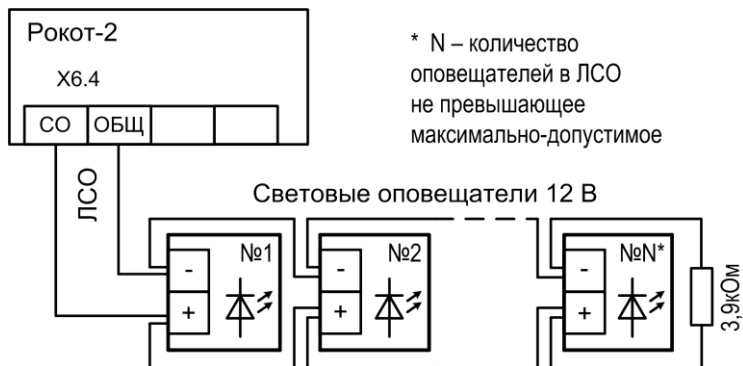 Рокот-2
X6.4
СО ОБЩ
ЛСО
* N – количество
оповещателей в ЛСО
не превышающее
максимально-допустимое
Световые оповещатели 12 В
№1 №2 №N*
- - -
+ + +
3,9кОм